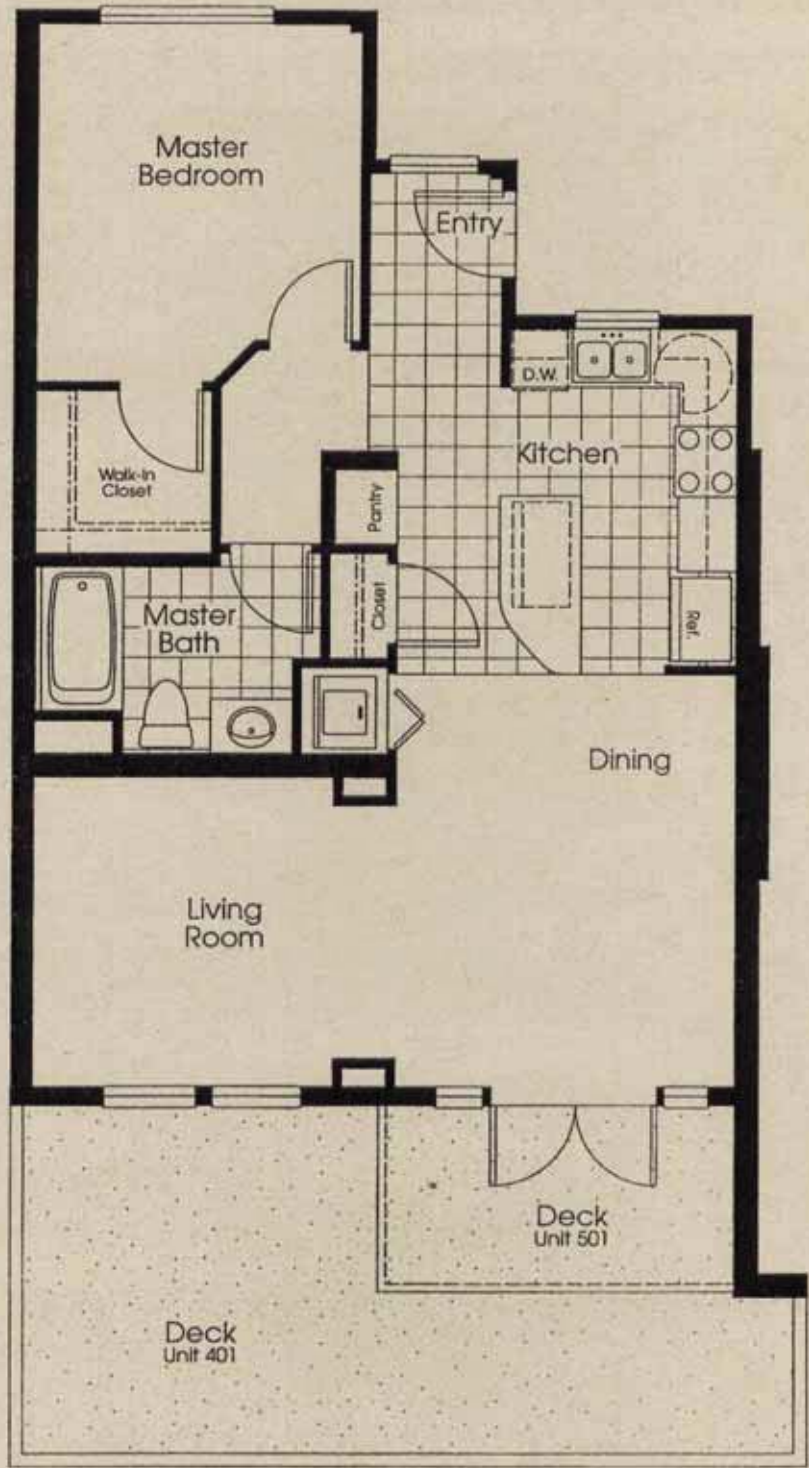 Master
Bedroom
Entry
D.W.
Kitchen
Walk-In
Closet
Pantry
Closet
Master
Bath
Ref.
Dining
Living
Room
Deck
Unit 501
Deck
Unit 401